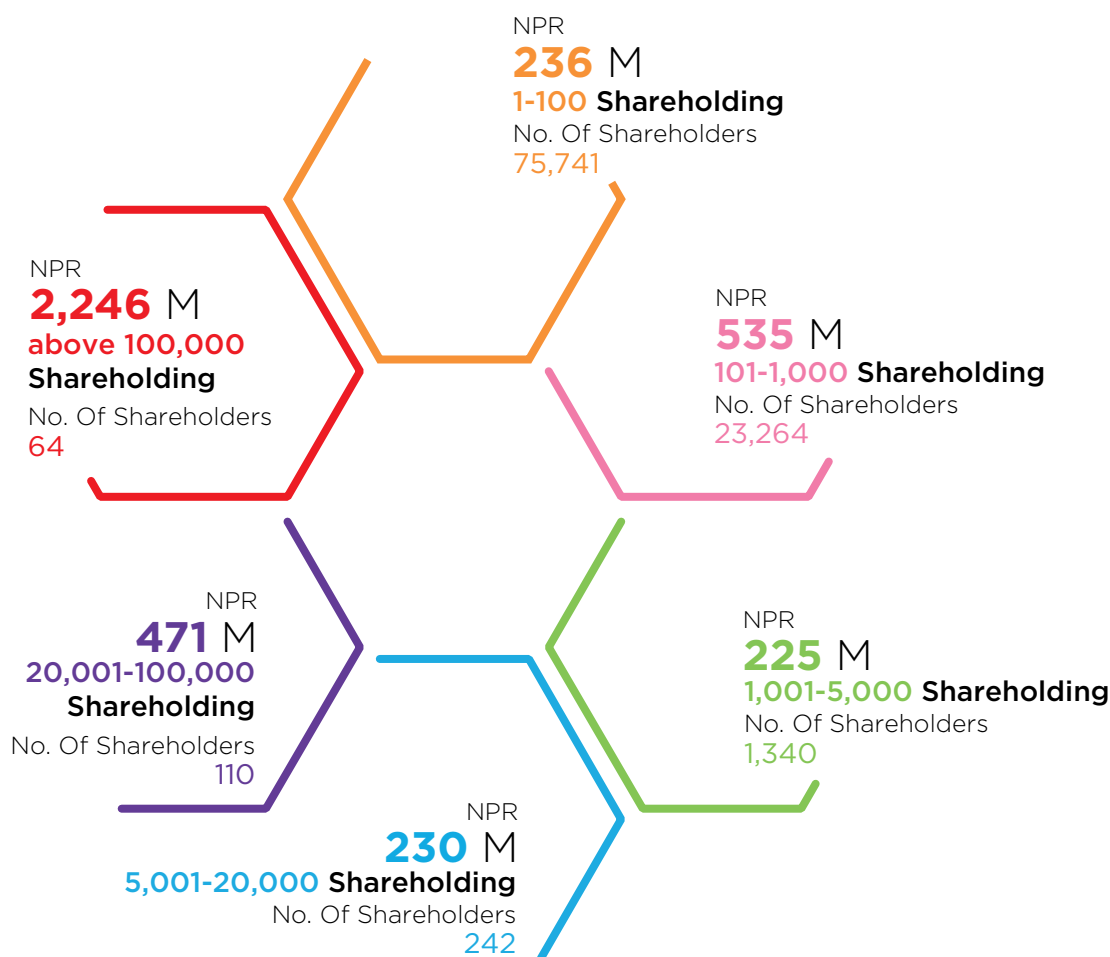 NPR
236 M
1-100 Shareholding
No. Of Shareholders
75,741
NPR
2,246 M
above 100,000
Shareholding
No. Of Shareholders
64
NPR
535 M
101-1,000 Shareholding
No. Of Shareholders
23,264
NPR
471 M
20,001-100,000
Shareholding
No. Of Shareholders
110
NPR
225 M
1,001-5,000 Shareholding
No. Of Shareholders
1,340
NPR
230 M
5,001-20,000 Shareholding
No. Of Shareholders
242